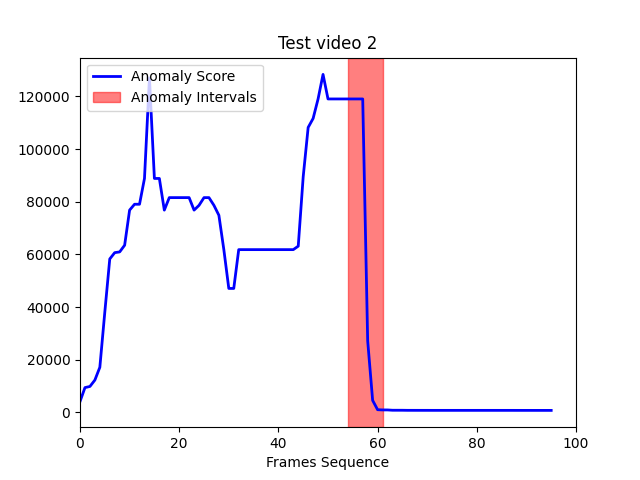 Test video 2
Anomaly Score
Anomaly Intervals
120000
100000
80000
60000
40000
20000
0
0 20 40 60 80 100
Frames Sequence